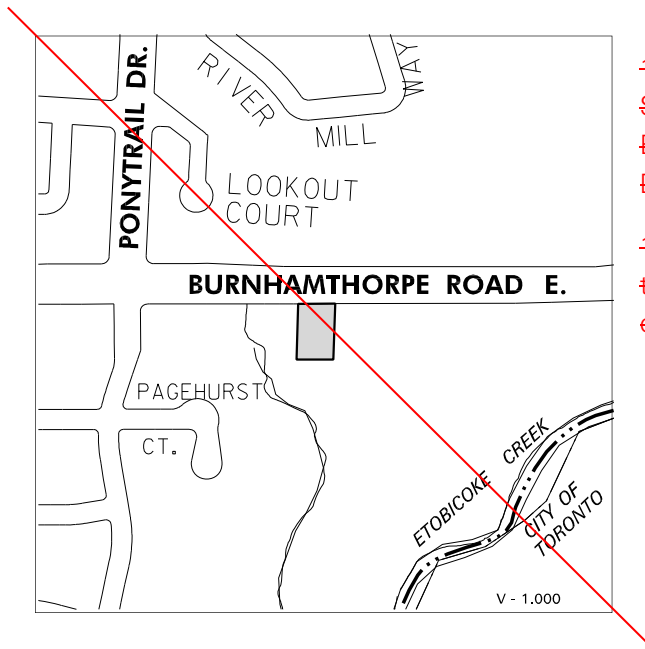 PONYTRAIL DR.
RIVER
MILL
WAY
LOOKOUT
COURT
BURNHAMTHORPE ROAD E.
PAGEHURST
CT.
ETOBICOKE CREEK
CITY OF
TORONTO
V - 1.000